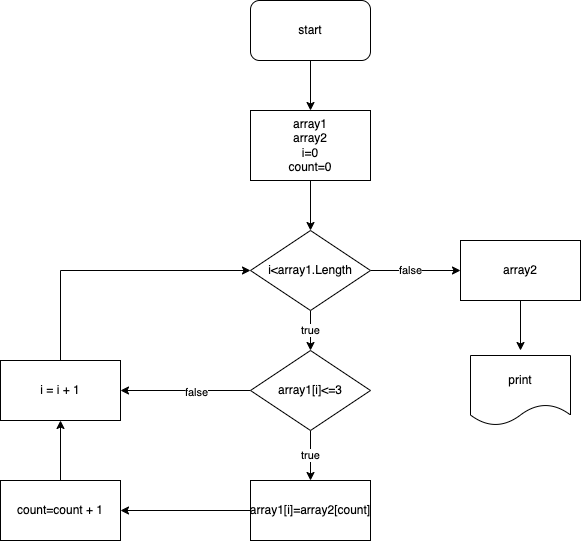 start
array1
array2
i=0
count=0
i<array1.Length
false
array2
true
print
i = i + 1
false
array1[i]<=3
true
count=count + 1
array1[i]=array2[count]